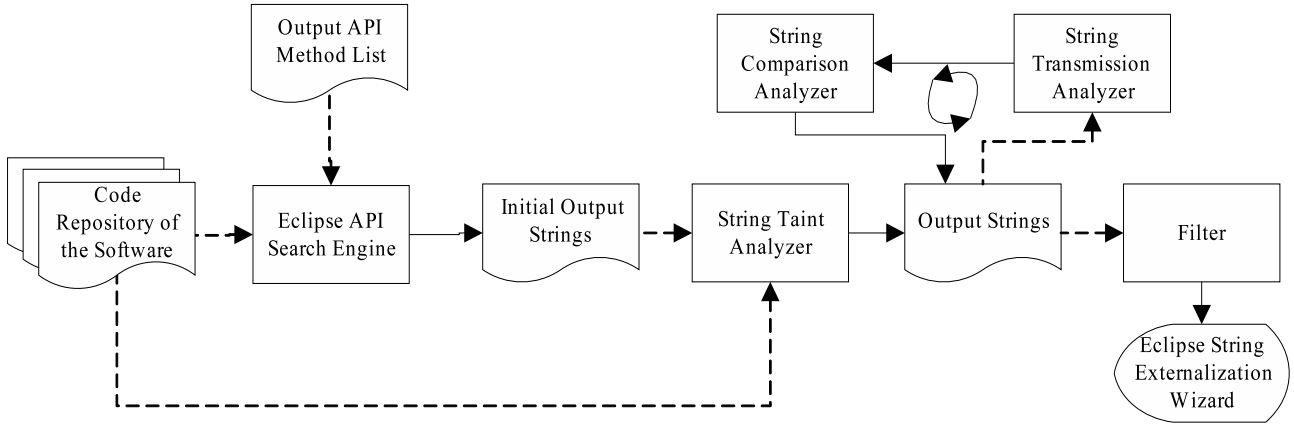 Output API
Method List
String
Comparison
Analyzer
String
Transmission
Analyzer
Code
Repository of
the Software
Eclipse API
Search Engine
Initial Output
Strings
String Taint
Analyzer
Output Strings
Filter
Eclipse String
Externalization
Wizard